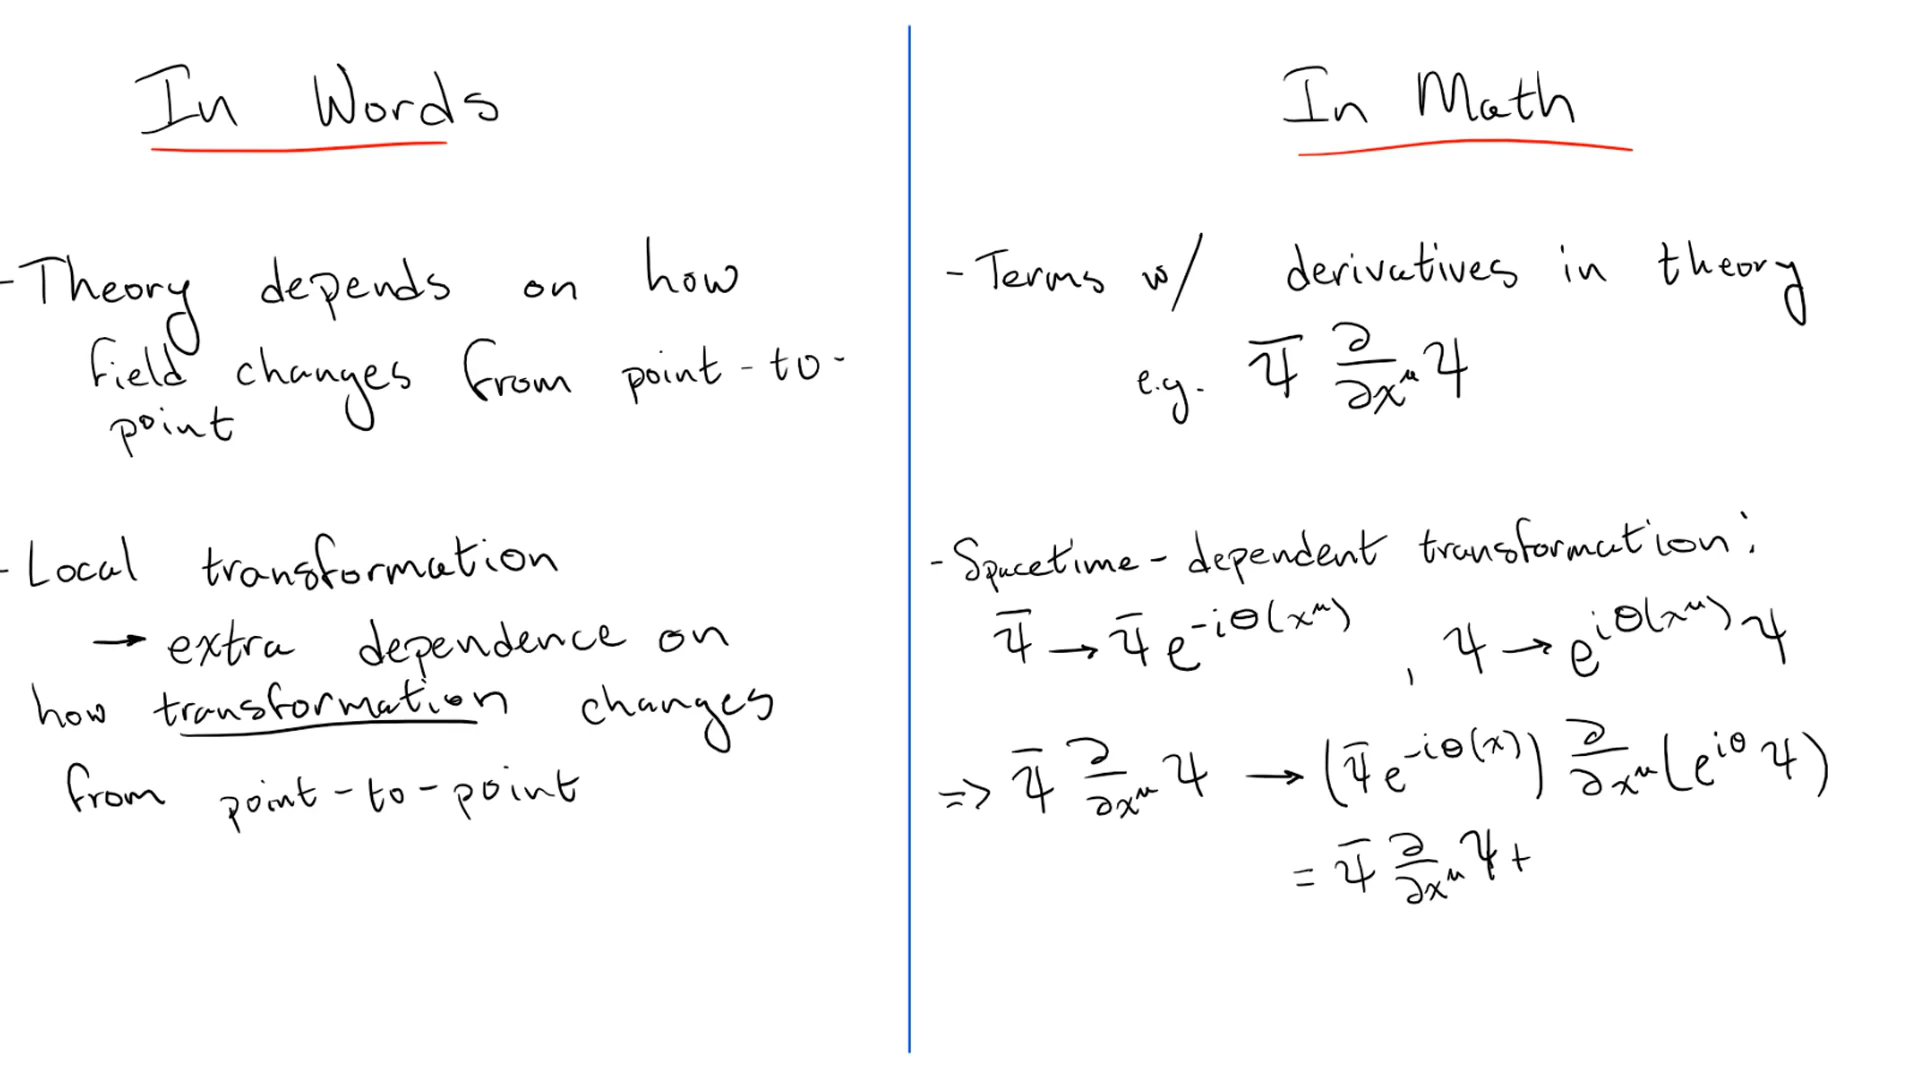 In Words
- Theory depends on how
field changes from point-to-
point
- Local transformation
→ extra dependence on
how transformation changes
from point-to-point
In Math
- Terms w/ derivatives in theory
e.g. Ψ̄ ∂/∂x^μ Ψ
- Spacetime-dependent transformation:
Ψ̄ → Ψ̄ e^{-iθ(x^μ)}, Ψ → e^{iθ(x^μ)} Ψ
=> Ψ̄ ∂/∂x^μ Ψ → (Ψ̄ e^{-iθ(x)}) ∂/∂x^μ (e^{iθ} Ψ)
= Ψ̄ ∂/∂x^μ Ψ +